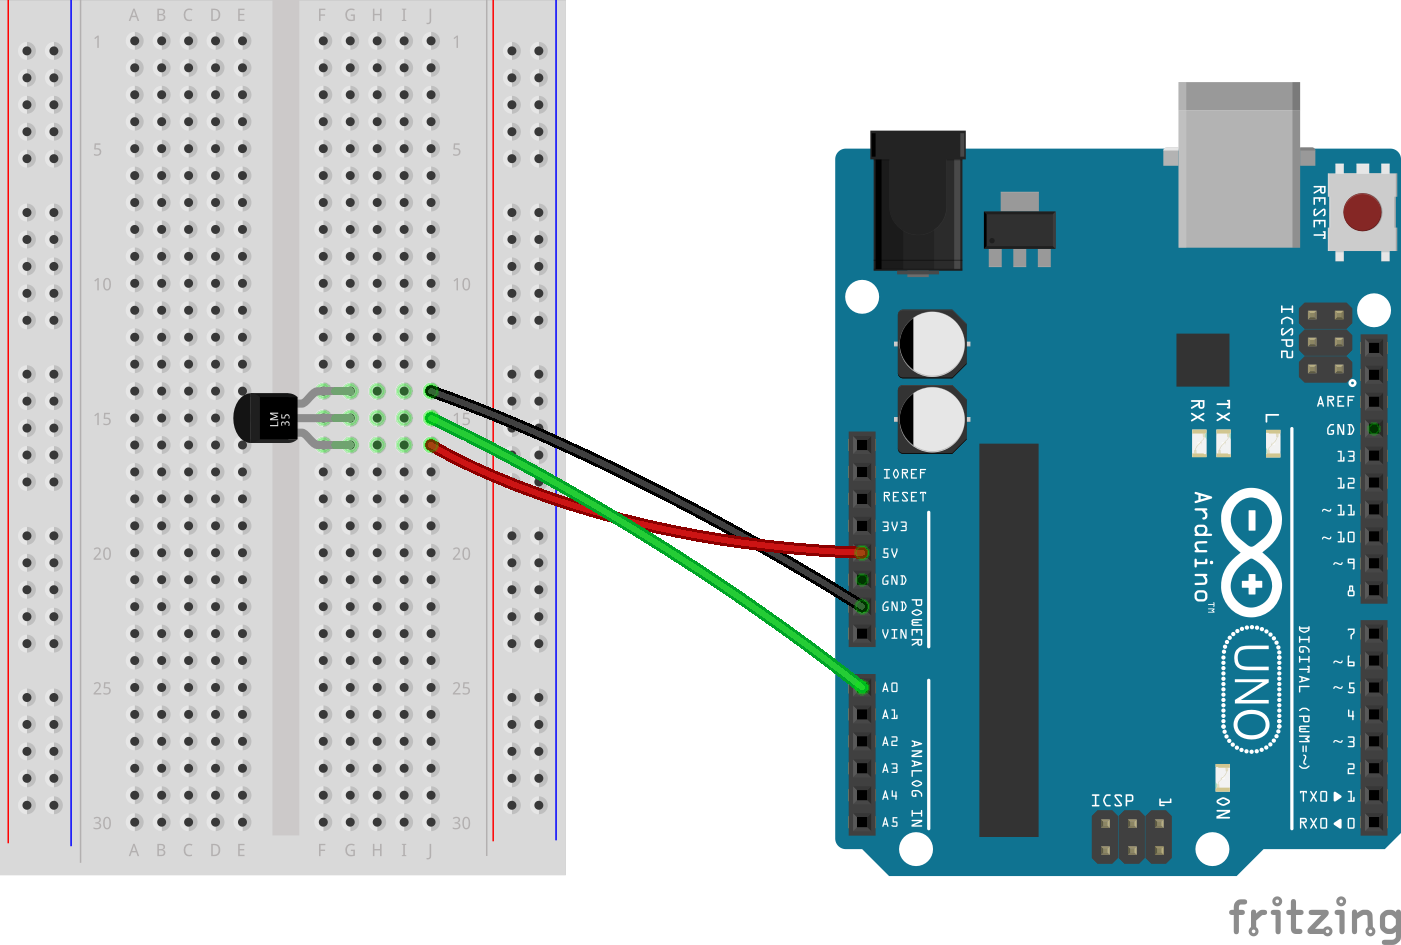 A B C D E F G H I J
1 1
5 5
10 10
15
20 20
25 25
30 30
A B C D E F G H I J
LM
35
RESET
ICSP2
AREF
GND
13
12
~11
~10
~9
8
7
~6
~5
4
~3
2
TX0▶1
RX0◀0
RX
TX
L
IOREF
RESET
3V3
5V
GND
GND
VIN
POWER
A0
A1
A2
A3
A4
A5
ANALOG IN
Arduino™
UNO
DIGITAL (PWM=~)
ON
ICSP
1
fritzing